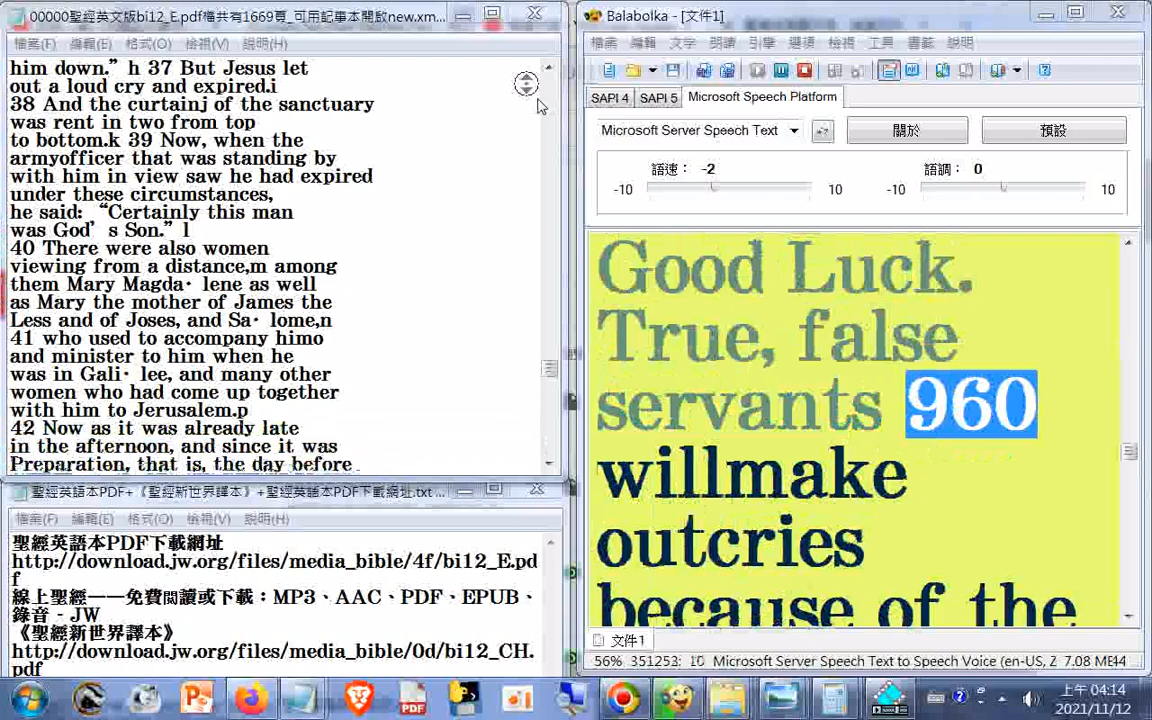 00000聖經英文版bi12_E.pdf檔共有1669頁_可用記事本開啟new.xm...
檔案(F) 編輯(E) 格式(O) 檢視(V) 說明(H)
him down.” h 37 But Jesus let
out a loud cry and expired.i
38 And the curtainj of the sanctuary
was rent in two from top
to bottom.k 39 Now, when the
armyofficer that was standing by
with him in view saw he had expired
under these circumstances,
he said: “Certainly this man
was God’s Son.” l
40 There were also women
viewing from a distance,m among
them Mary Magda· lene as well
as Mary the mother of James the
Less and of Joses, and Sa· lome,n
41 who used to accompany himo
and minister to him when he
was in Gali· lee, and many other
women who had come up together
with him to Jerusalem.p
42 Now as it was already late
in the afternoon, and since it was
Preparation, that is, the day before
聖經英語本PDF+《聖經新世界譯本》+聖經英語本PDF下載網址.txt ...
檔案(F) 編輯(E) 格式(O) 檢視(V) 說明(H)
聖經英語本PDF下載網址
http://download.jw.org/files/media_bible/4f/bi12_E.pd
f
線上聖經——免費閱讀或下載：MP3、AAC、PDF、EPUB、
錄音 - JW
《聖經新世界譯本》
http://download.jw.org/files/media_bible/0d/bi12_CH.
pdf
Balabolka - [文件1]
檔案 編輯 文字 朗讀 引擎 選項 檢視 工具 書籤 說明
SAPI 4 SAPI 5 Microsoft Speech Platform
Microsoft Server Speech Text 關於 預設
語速： -2 語調： 0
-10 10 -10 10
Good Luck.
True, false
servants 960
willmake
outcries
because of the
文件1
56% 351253: 10 Microsoft Server Speech Text to Speech Voice (en-US, Z 7.08 MB
上午 04:14
2021/11/12